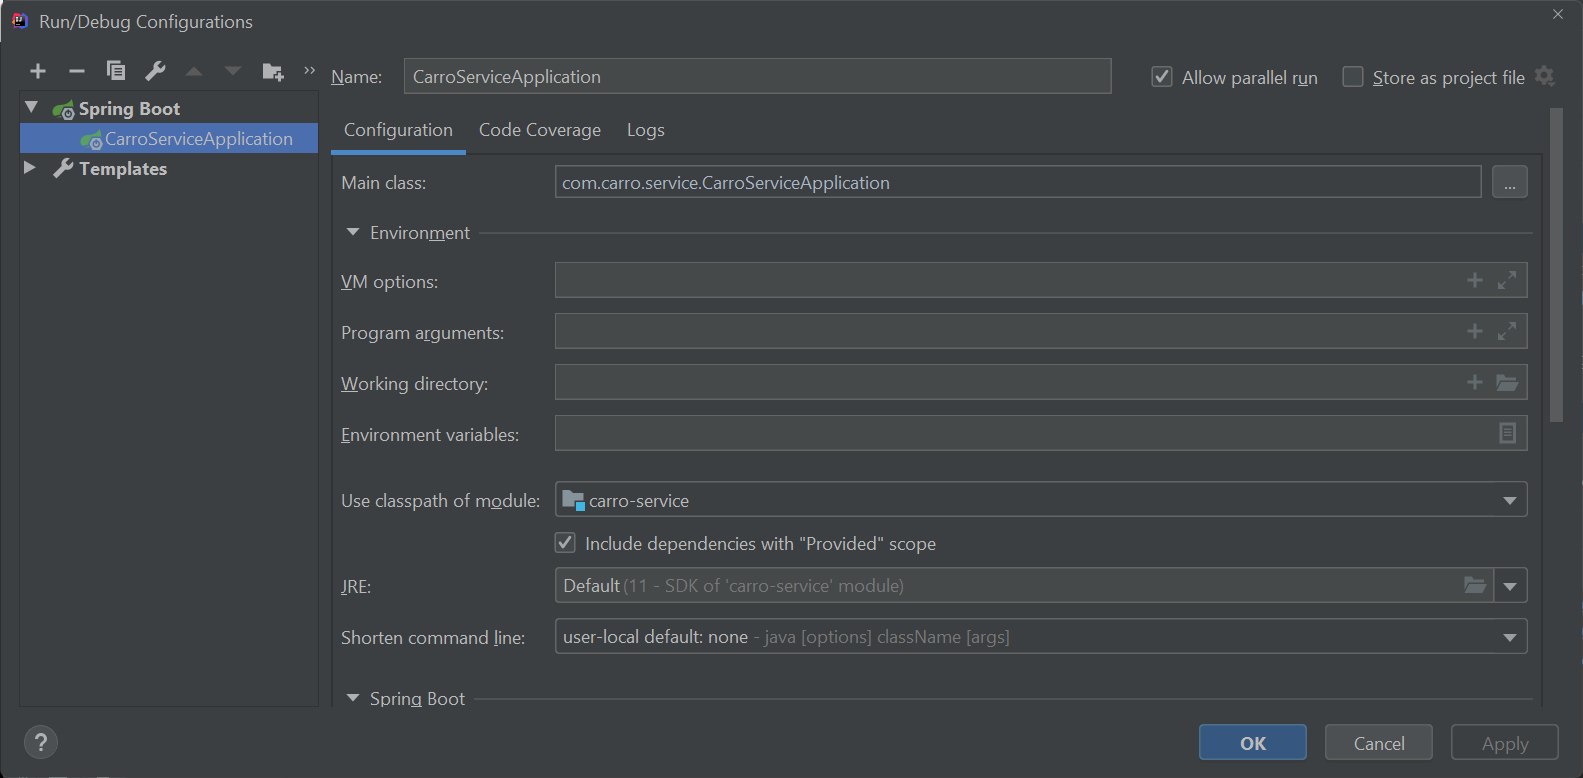 Run/Debug Configurations
Name: CarroServiceApplication
Allow parallel run
Store as project file
Spring Boot
CarroServiceApplication
Templates
Configuration Code Coverage Logs
Main class: com.carro.service.CarroServiceApplication ...
Environment
VM options:
Program arguments:
Working directory:
Environment variables:
Use classpath of module: carro-service
Include dependencies with "Provided" scope
JRE: Default (11 - SDK of 'carro-service' module)
Shorten command line: user-local default: none - java [options] className [args]
Spring Boot
?
OK Cancel Apply